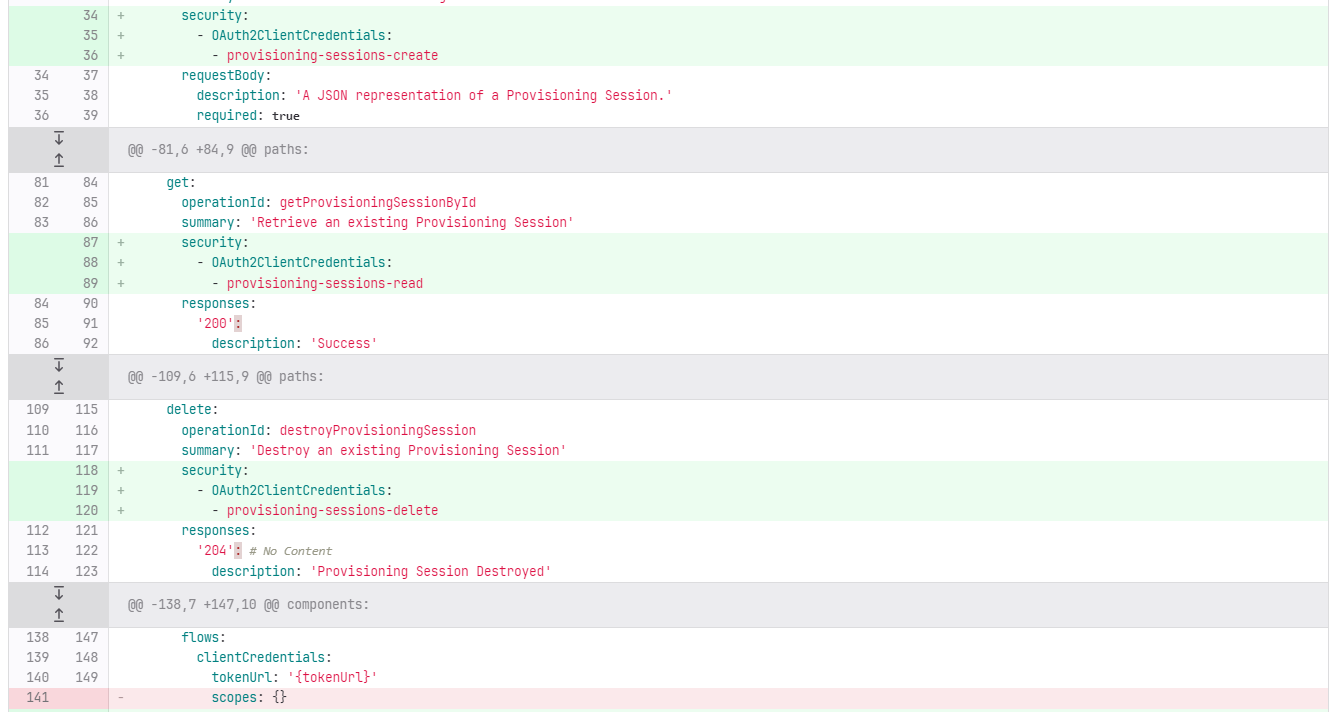 34 + security:
35 + - OAuth2ClientCredentials:
36 + - provisioning-sessions-create
34 37 requestBody:
35 38 description: 'A JSON representation of a Provisioning Session.'
36 39 required: true
@@ -81,6 +84,9 @@ paths:
81 84 get:
82 85 operationId: getProvisioningSessionById
83 86 summary: 'Retrieve an existing Provisioning Session'
87 + security:
88 + - OAuth2ClientCredentials:
89 + - provisioning-sessions-read
84 90 responses:
85 91 '200':
86 92 description: 'Success'
@@ -109,6 +115,9 @@ paths:
109 115 delete:
110 116 operationId: destroyProvisioningSession
111 117 summary: 'Destroy an existing Provisioning Session'
118 + security:
119 + - OAuth2ClientCredentials:
120 + - provisioning-sessions-delete
112 121 responses:
113 122 '204': # No Content
114 123 description: 'Provisioning Session Destroyed'
@@ -138,7 +147,10 @@ components:
138 147 flows:
139 148 clientCredentials:
140 149 tokenUrl: '{tokenUrl}'
141 - scopes: {}